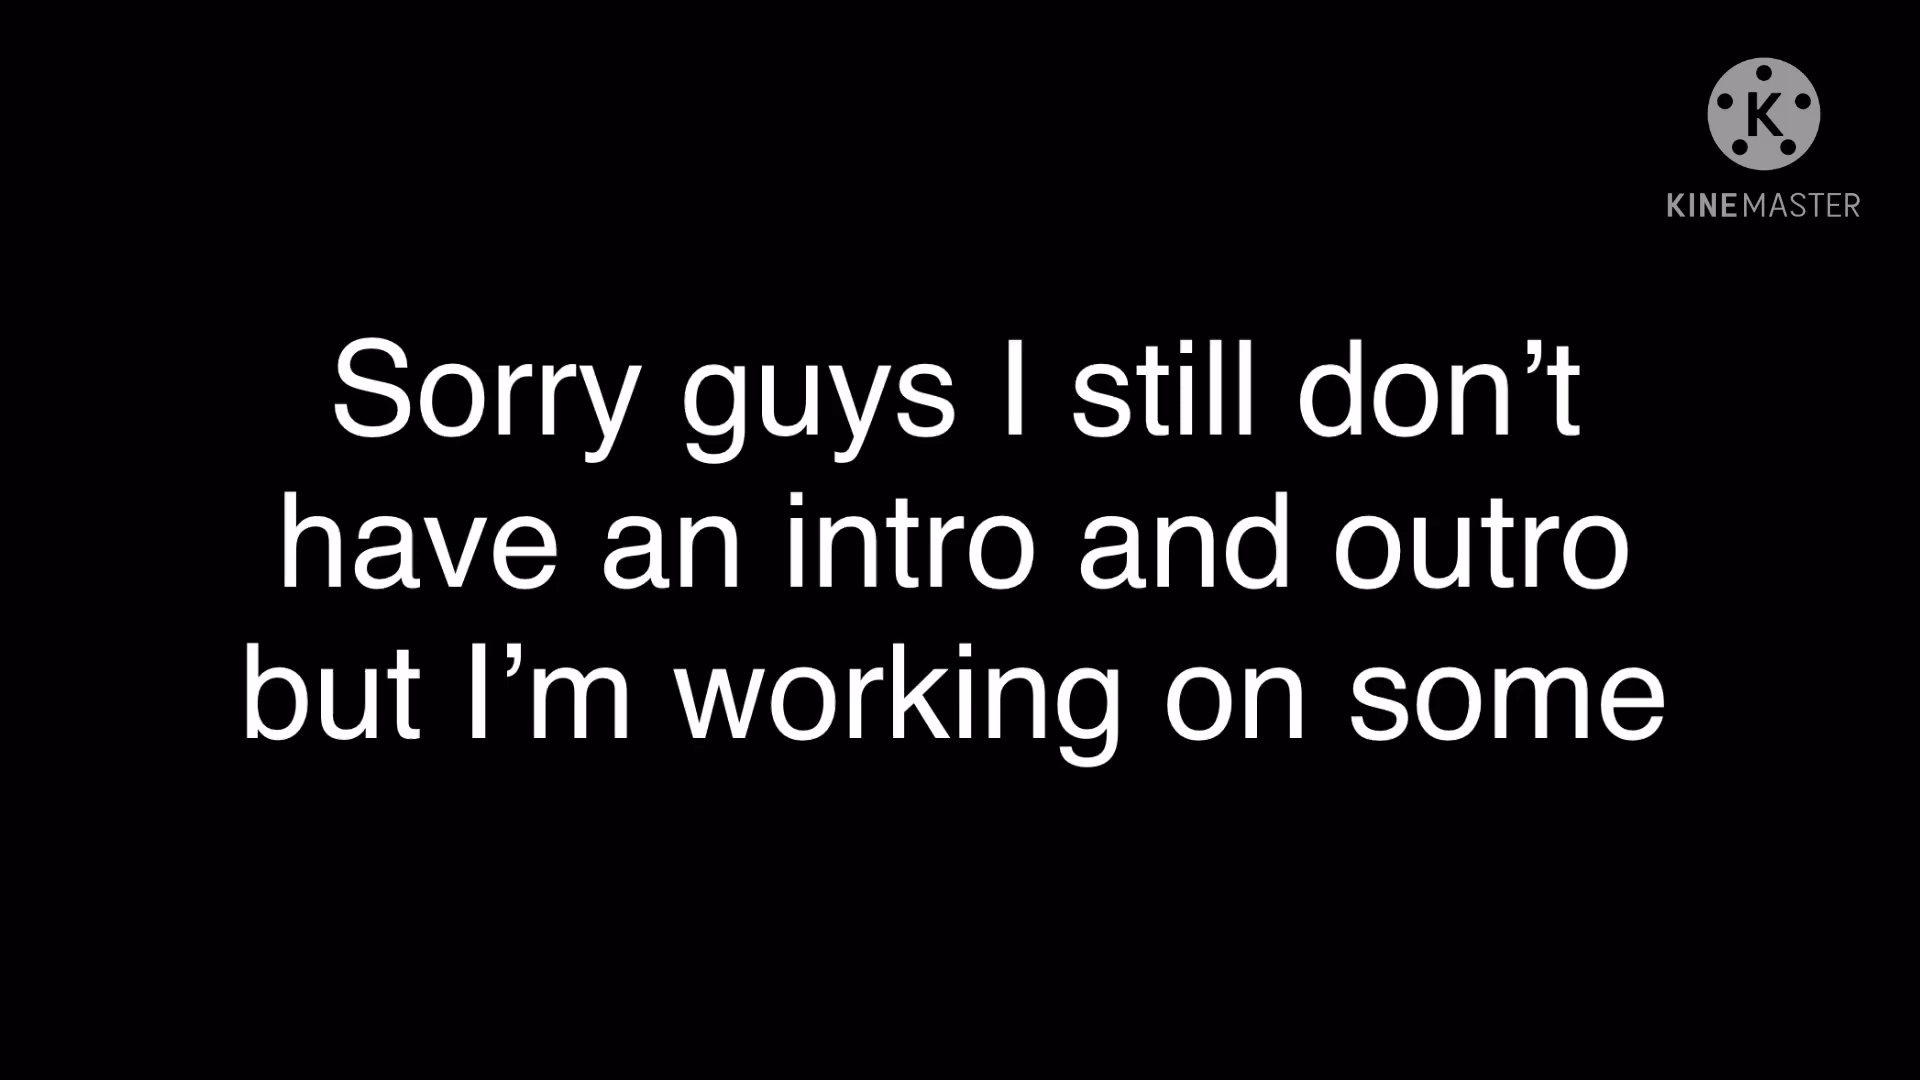 K
KINEMASTER
Sorry guys I still don’t
have an intro and outro
but I’m working on some